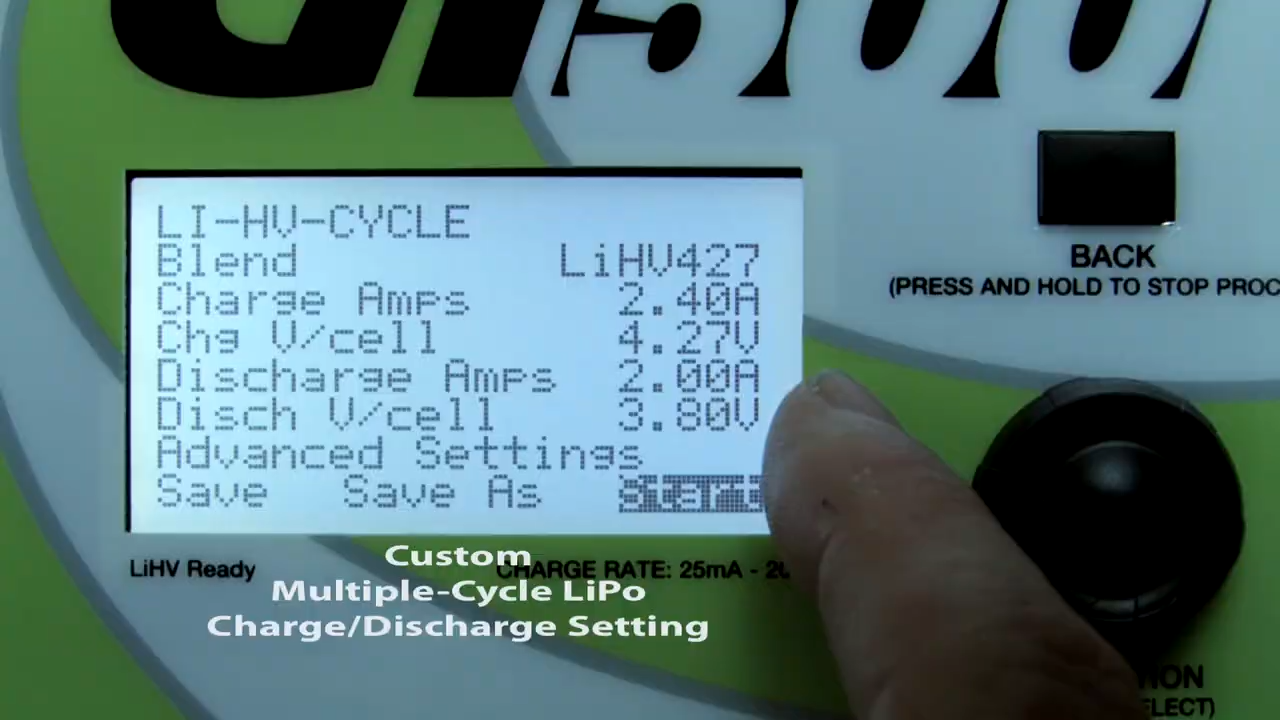 500
LI-HV-CYCLE
Blend LiHV427
Charge Amps 2.40A
Chg V/cell 4.27V
Discharge Amps 2.00A
Disch V/cell 3.80V
Advanced Settings
Save Save As Start
BACK
(PRESS AND HOLD TO STOP
LiHV Ready
CHARGE RATE: 25mA -
Custom
Multiple-Cycle LiPo
Charge/Discharge Setting